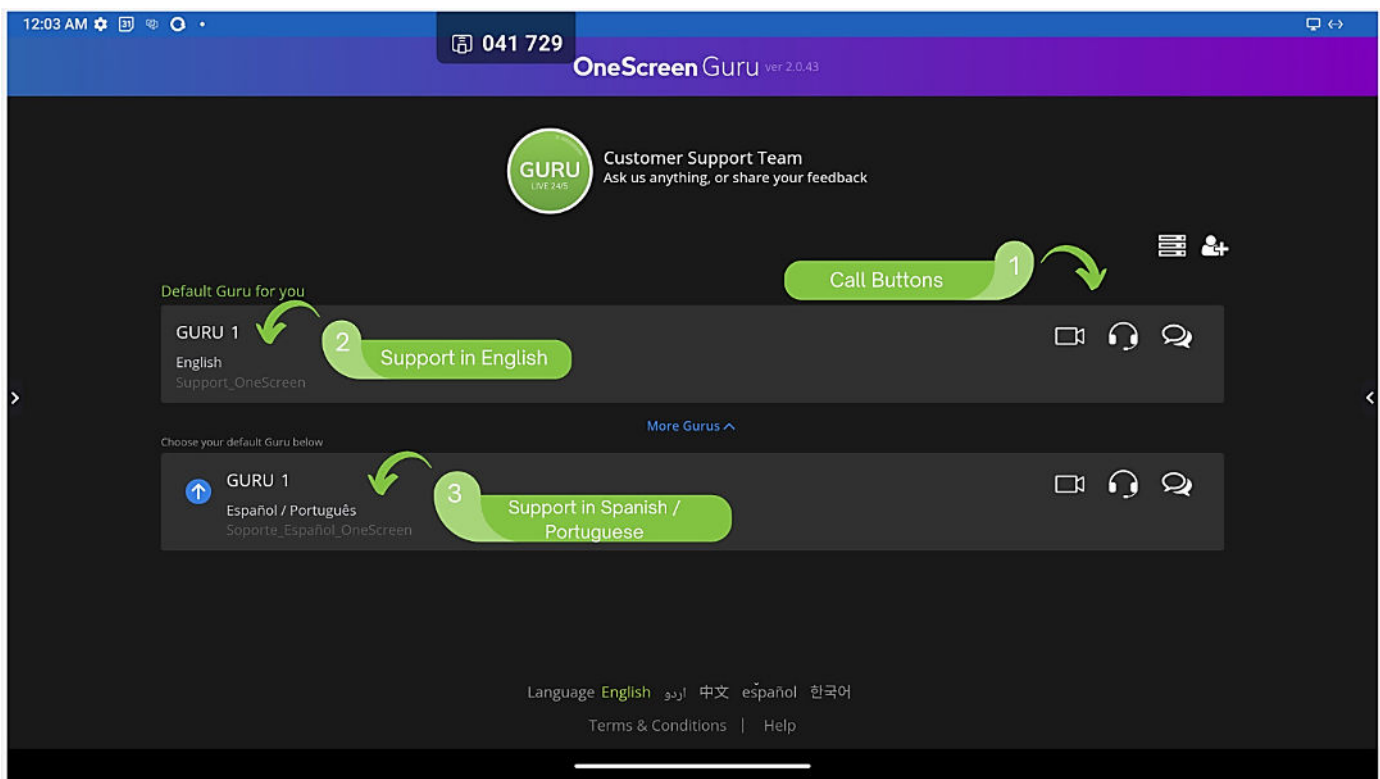 12:03 AM 31
041 729
OneScreen Guru ver 2.0.43
GURU
LIVE 24/5
Customer Support Team
Ask us anything, or share your feedback
Call Buttons
1
Default Guru for you
GURU 1
2
Support in English
English
Support_OneScreen
More Gurus
Choose your default Guru below
GURU 1
3
Support in Spanish /
Portuguese
Español / Português
Soporte_Español_OneScreen
Language English اردو 中文 español 한국어
Terms & Conditions | Help